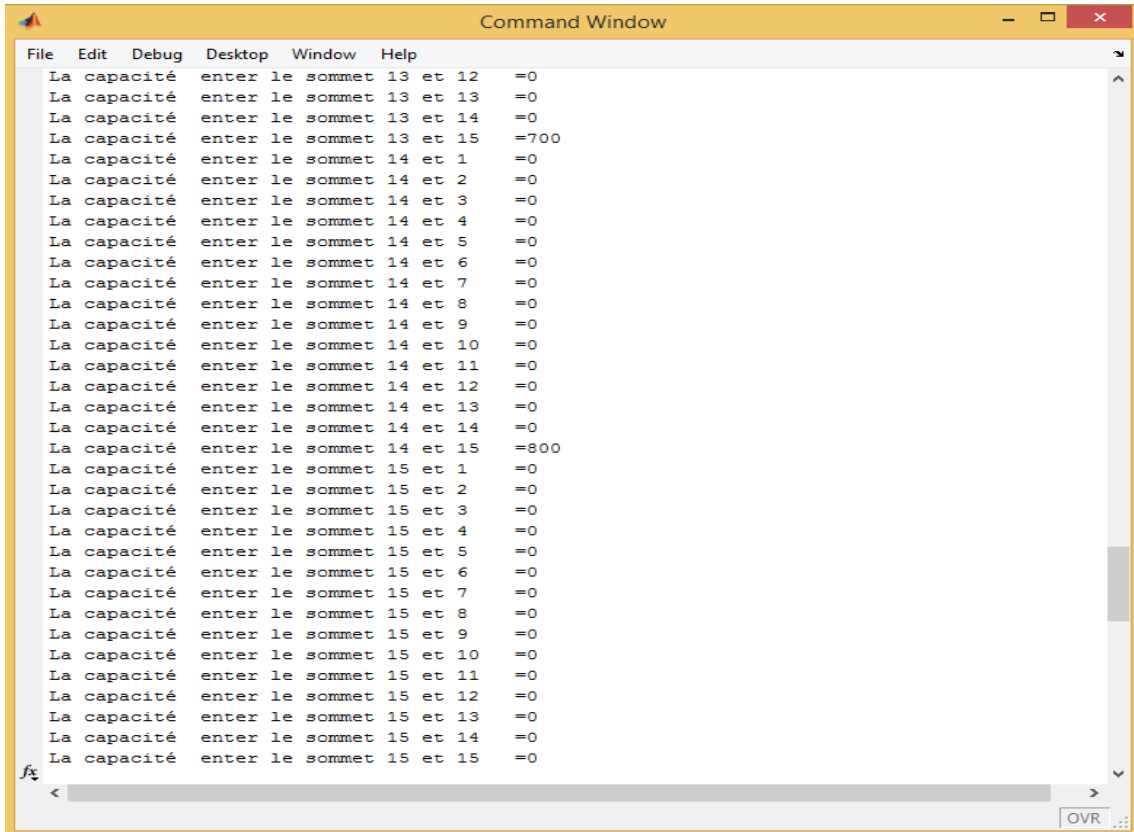 Command Window
File Edit Debug Desktop Window Help
La capacité enter le sommet 13 et 12 =0
La capacité enter le sommet 13 et 13 =0
La capacité enter le sommet 13 et 14 =0
La capacité enter le sommet 13 et 15 =700
La capacité enter le sommet 14 et 1 =0
La capacité enter le sommet 14 et 2 =0
La capacité enter le sommet 14 et 3 =0
La capacité enter le sommet 14 et 4 =0
La capacité enter le sommet 14 et 5 =0
La capacité enter le sommet 14 et 6 =0
La capacité enter le sommet 14 et 7 =0
La capacité enter le sommet 14 et 8 =0
La capacité enter le sommet 14 et 9 =0
La capacité enter le sommet 14 et 10 =0
La capacité enter le sommet 14 et 11 =0
La capacité enter le sommet 14 et 12 =0
La capacité enter le sommet 14 et 13 =0
La capacité enter le sommet 14 et 14 =0
La capacité enter le sommet 14 et 15 =800
La capacité enter le sommet 15 et 1 =0
La capacité enter le sommet 15 et 2 =0
La capacité enter le sommet 15 et 3 =0
La capacité enter le sommet 15 et 4 =0
La capacité enter le sommet 15 et 5 =0
La capacité enter le sommet 15 et 6 =0
La capacité enter le sommet 15 et 7 =0
La capacité enter le sommet 15 et 8 =0
La capacité enter le sommet 15 et 9 =0
La capacité enter le sommet 15 et 10 =0
La capacité enter le sommet 15 et 11 =0
La capacité enter le sommet 15 et 12 =0
La capacité enter le sommet 15 et 13 =0
La capacité enter le sommet 15 et 14 =0
La capacité enter le sommet 15 et 15 =0
fx
OVR